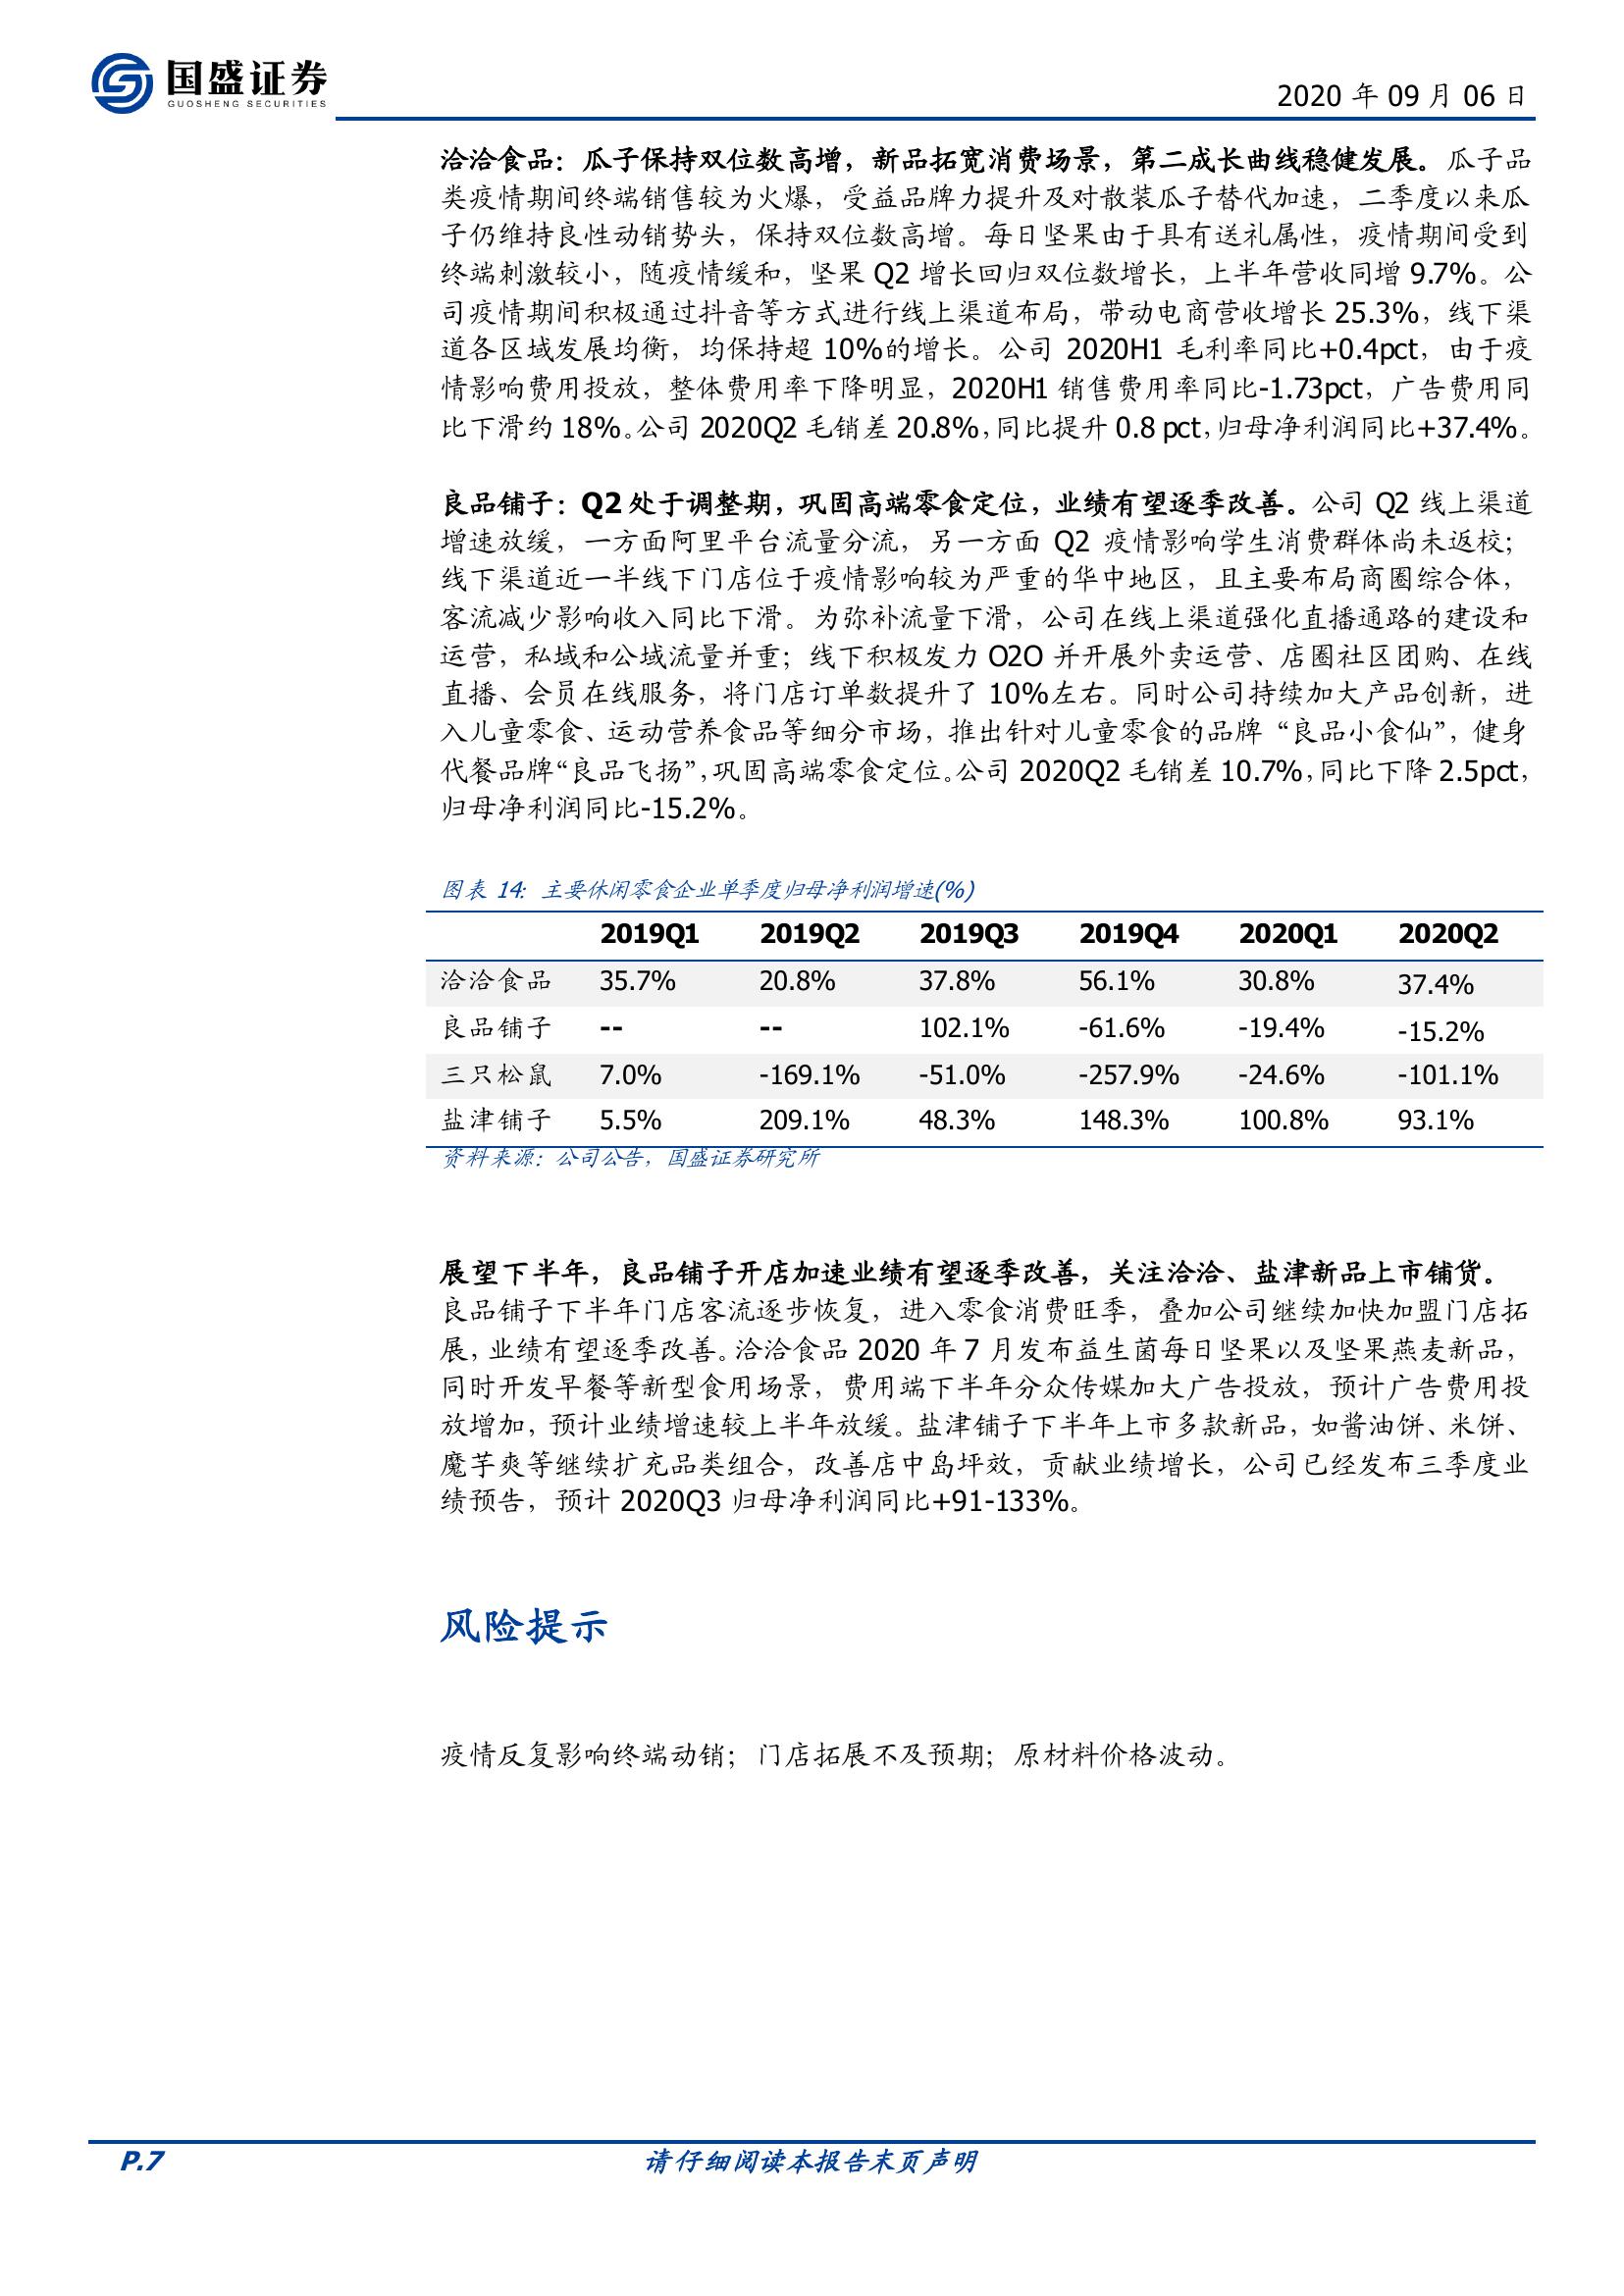 国盛证券
GUOSHENG SECURITIES
2020 年 09 月 06 日
洽洽食品：瓜子保持双位数高增，新品拓宽消费场景，第二成长曲线稳健发展。瓜子品
类疫情期间终端销售较为火爆，受益品牌力提升及对散装瓜子替代加速，二季度以来瓜
子仍维持良性动销势头，保持双位数高增。每日坚果由于具有送礼属性，疫情期间受到
终端刺激较小，随疫情缓和，坚果 Q2 增长回归双位数增长，上半年营收同增 9.7%。公
司疫情期间积极通过抖音等方式进行线上渠道布局，带动电商营收增长 25.3%，线下渠
道各区域发展均衡，均保持超 10%的增长。公司 2020H1 毛利率同比+0.4pct，由于疫
情影响费用投放，整体费用率下降明显，2020H1 销售费用率同比-1.73pct，广告费用同
比下滑约 18%。公司 2020Q2 毛销差 20.8%，同比提升 0.8 pct，归母净利润同比+37.4%。
良品铺子：Q2 处于调整期，巩固高端零食定位，业绩有望逐季改善。公司 Q2 线上渠道
增速放缓，一方面阿里平台流量分流，另一方面 Q2 疫情影响学生消费群体尚未返校；
线下渠道近一半线下门店位于疫情影响较为严重的华中地区，且主要布局商圈综合体，
客流减少影响收入同比下滑。为弥补流量下滑，公司在线上渠道强化直播通路的建设和
运营，私域和公域流量并重；线下积极发力 O2O 并开展外卖运营、店圈社区团购、在线
直播、会员在线服务，将门店订单数提升了 10%左右。同时公司持续加大产品创新，进
入儿童零食、运动营养食品等细分市场，推出针对儿童零食的品牌 “良品小食仙”，健身
代餐品牌“良品飞扬”，巩固高端零食定位。公司 2020Q2 毛销差 10.7%，同比下降 2.5pct，
归母净利润同比-15.2%。
图表 14：主要休闲零食企业单季度归母净利润增速(%)
2019Q1 2019Q2 2019Q3 2019Q4 2020Q1 2020Q2
洽洽食品 35.7% 20.8% 37.8% 56.1% 30.8% 37.4%
良品铺子 -- -- 102.1% -61.6% -19.4% -15.2%
三只松鼠 7.0% -169.1% -51.0% -257.9% -24.6% -101.1%
盐津铺子 5.5% 209.1% 48.3% 148.3% 100.8% 93.1%
资料来源：公司公告，国盛证券研究所
展望下半年，良品铺子开店加速业绩有望逐季改善，关注洽洽、盐津新品上市铺货。
良品铺子下半年门店客流逐步恢复，进入零食消费旺季，叠加公司继续加快加盟门店拓
展，业绩有望逐季改善。洽洽食品 2020 年 7 月发布益生菌每日坚果以及坚果燕麦新品，
同时开发早餐等新型食用场景，费用端下半年分众传媒加大广告投放，预计广告费用投
放增加，预计业绩增速较上半年放缓。盐津铺子下半年上市多款新品，如酱油饼、米饼、
魔芋爽等继续扩充品类组合，改善店中岛坪效，贡献业绩增长，公司已经发布三季度业
绩预告，预计 2020Q3 归母净利润同比+91-133%。
风险提示
疫情反复影响终端动销；门店拓展不及预期；原材料价格波动。
P.7 请仔细阅读本报告末页声明